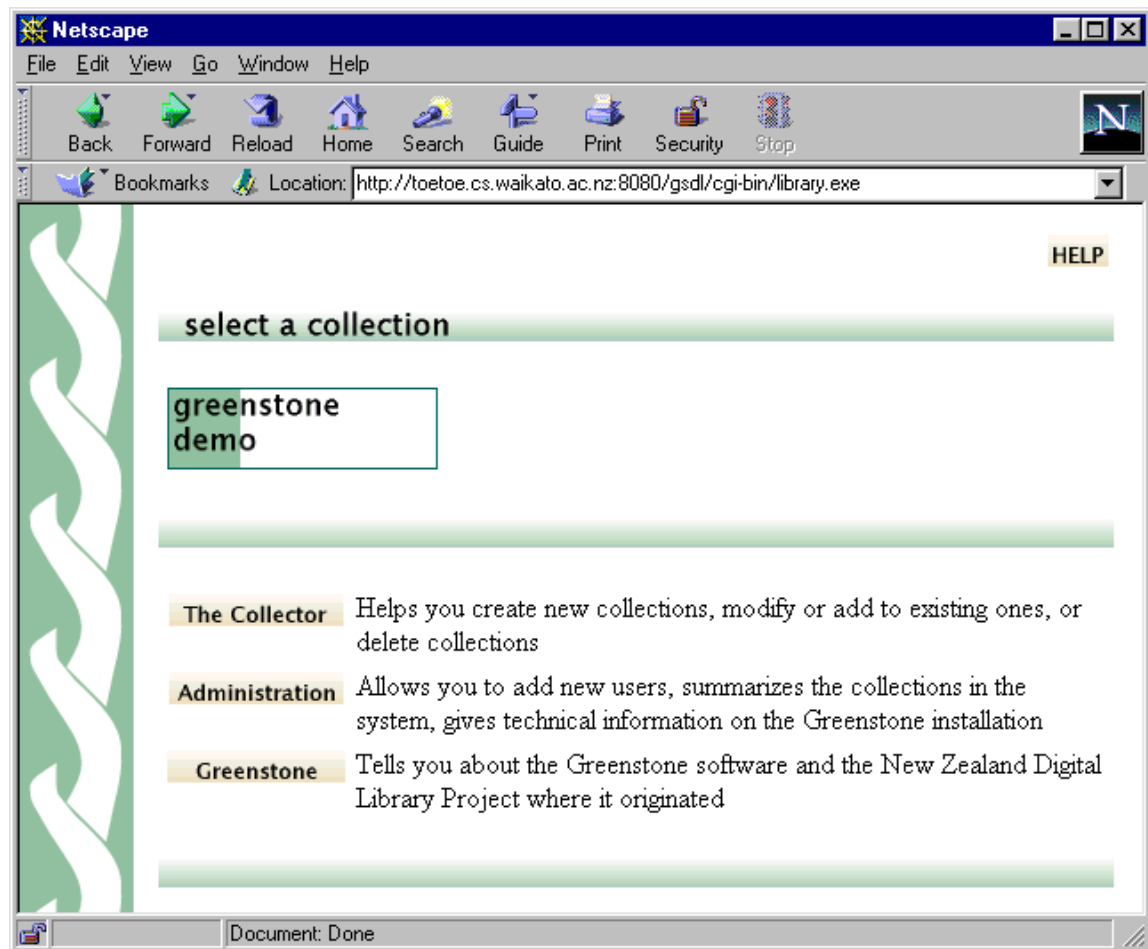 Netscape
File Edit View Go Window Help
Back Forward Reload Home Search Guide Print Security Stop
N
Bookmarks Location: http://toetoe.cs.waikato.ac.nz:8080/gsdl/cgi-bin/library.exe
HELP
select a collection
greenstone
demo
The Collector Helps you create new collections, modify or add to existing ones, or
delete collections
Administration Allows you to add new users, summarizes the collections in the
system, gives technical information on the Greenstone installation
Greenstone Tells you about the Greenstone software and the New Zealand Digital
Library Project where it originated
Document: Done